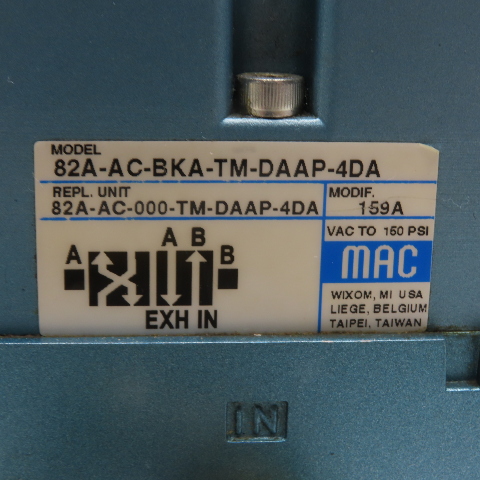 MODEL
82A-AC-BKA-TM-DAAP-4DA
REPL. UNIT
82A-AC-000-TM-DAAP-4DA
MODIF.
159A
VAC TO 150 PSI
MAC
WIXOM, MI USA
LIEGE, BELGIUM
TAIPEI, TAIWAN
A B
A B
EXH IN
IN